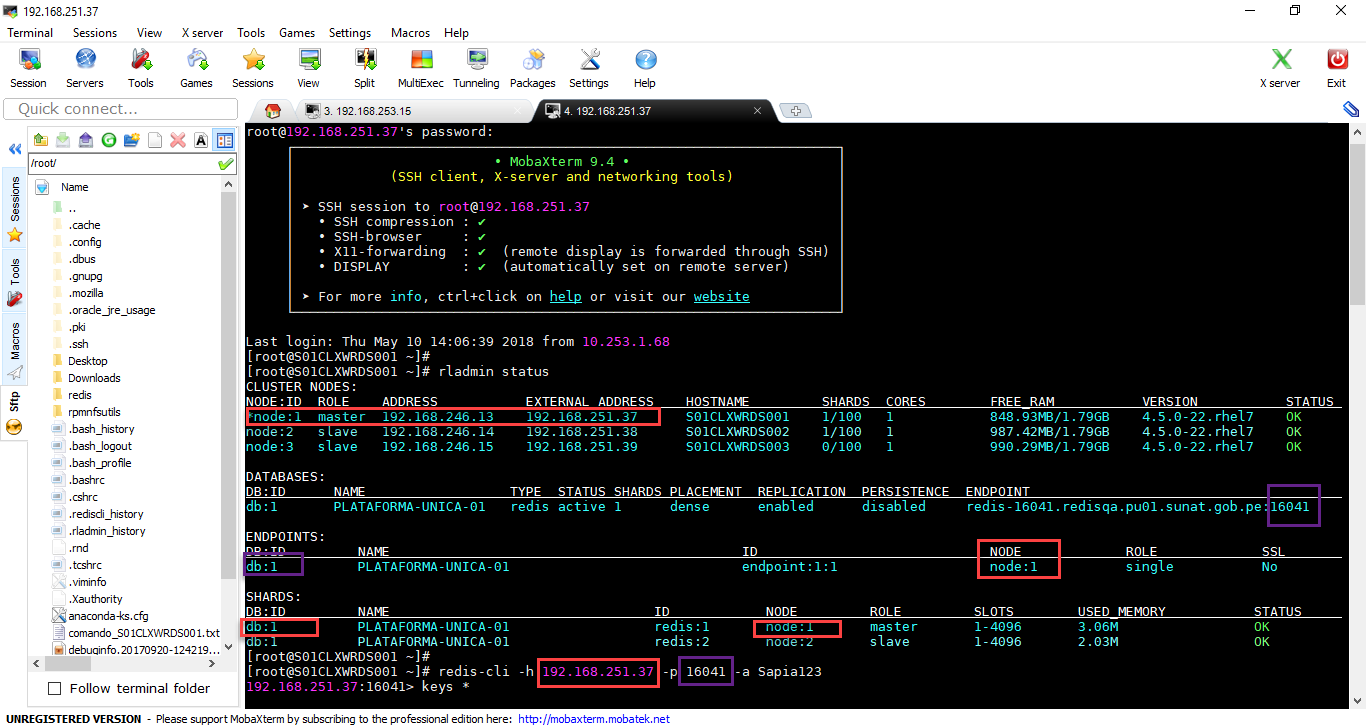 192.168.251.37
Terminal Sessions View X server Tools Games Settings Macros Help
Session Servers Tools Games Sessions View Split MultiExec Tunneling Packages Settings Help X server Exit
Quick connect...
3. 192.168.253.15
4. 192.168.251.37
/root/
Sessions
Tools
Macros
Sftp
Name
..
.cache
.config
.dbus
.gnupg
.mozilla
.oracle_jre_usage
.pki
.ssh
Desktop
Downloads
redis
rpmnfsutils
.bash_history
.bash_logout
.bash_profile
.bashrc
.cshrc
.rediscli_history
.rladmin_history
.rnd
.tcshrc
.viminfo
.Xauthority
anaconda-ks.cfg
comando_S01CLXWRDS001.txt
debuginfo.20170920-124219...
Follow terminal folder
root@192.168.251.37's password:
• MobaXterm 9.4 •
(SSH client, X-server and networking tools)
➤ SSH session to root@192.168.251.37
• SSH compression : ✔
• SSH-browser : ✔
• X11-forwarding : ✔ (remote display is forwarded through SSH)
• DISPLAY : ✔ (automatically set on remote server)
➤ For more info, ctrl+click on help or visit our website
Last login: Thu May 10 14:06:39 2018 from 10.253.1.68
[root@S01CLXWRDS001 ~]#
[root@S01CLXWRDS001 ~]# rladmin status
CLUSTER NODES:
NODE:ID ROLE ADDRESS EXTERNAL_ADDRESS HOSTNAME SHARDS CORES FREE_RAM VERSION STATUS
*node:1 master 192.168.246.13 192.168.251.37 S01CLXWRDS001 1/100 1 848.93MB/1.79GB 4.5.0-22.rhel7 OK
node:2 slave 192.168.246.14 192.168.251.38 S01CLXWRDS002 1/100 1 987.42MB/1.79GB 4.5.0-22.rhel7 OK
node:3 slave 192.168.246.15 192.168.251.39 S01CLXWRDS003 0/100 1 990.29MB/1.79GB 4.5.0-22.rhel7 OK
DATABASES:
DB:ID NAME TYPE STATUS SHARDS PLACEMENT REPLICATION PERSISTENCE ENDPOINT
db:1 PLATAFORMA-UNICA-01 redis active 1 dense enabled disabled redis-16041.redisqa.pu01.sunat.gob.pe:16041
ENDPOINTS:
DB:ID NAME ID NODE ROLE SSL
db:1 PLATAFORMA-UNICA-01 endpoint:1:1 node:1 single No
SHARDS:
DB:ID NAME ID NODE ROLE SLOTS USED_MEMORY STATUS
db:1 PLATAFORMA-UNICA-01 redis:1 node:1 master 1-4096 3.06M OK
db:1 PLATAFORMA-UNICA-01 redis:2 node:2 slave 1-4096 2.03M OK
[root@S01CLXWRDS001 ~]#
[root@S01CLXWRDS001 ~]# redis-cli -h 192.168.251.37 -p 16041 -a Sapia123
192.168.251.37:16041> keys *
UNREGISTERED VERSION - Please support MobaXterm by subscribing to the professional edition here: http://mobaxterm.mobatek.net